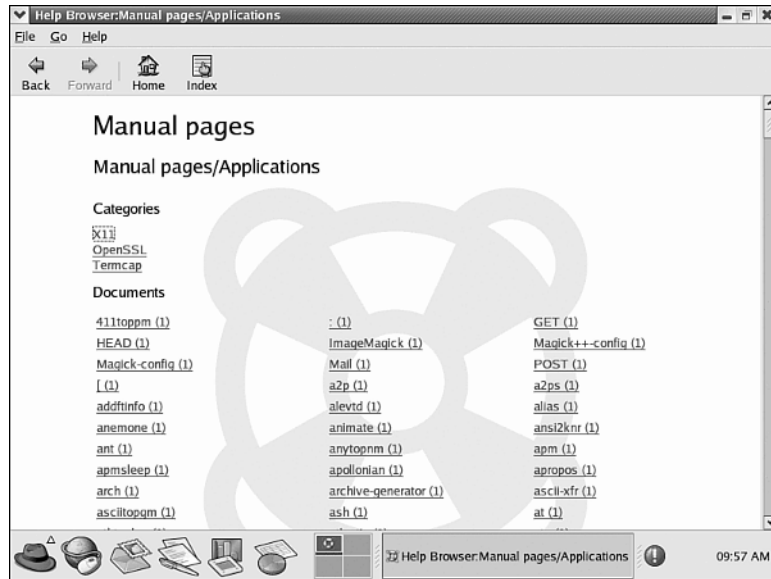 Help Browser:Manual pages/Applications
File Go Help
Back Forward Home Index
Manual pages
Manual pages/Applications
Categories
X11
OpenSSL
Termcap
Documents
411toppm (1) : (1) GET (1)
HEAD (1) ImageMagick (1) Magick++-config (1)
Magick-config (1) Mail (1) POST (1)
[ (1) a2p (1) a2ps (1)
addftinfo (1) alevtd (1) alias (1)
anemone (1) animate (1) ansi2knr (1)
ant (1) anytopnm (1) apm (1)
apmsleep (1) apollonian (1) apropos (1)
arch (1) archive-generator (1) ascii-xfr (1)
asciitopgm (1) ash (1) at (1)
Help Browser:Manual pages/Applications 09:57 AM